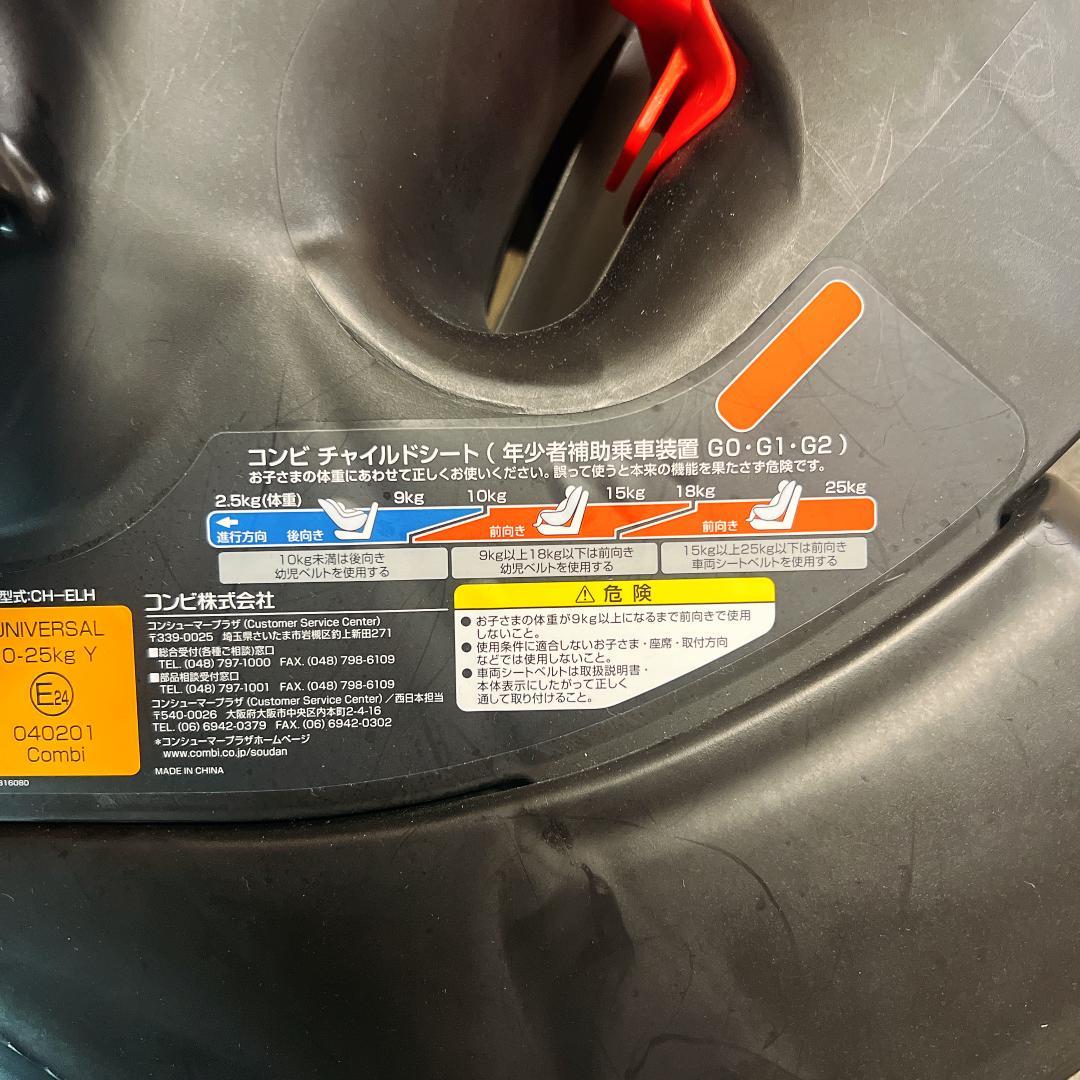 コンビ チャイルドシート ( 年少者補助乗車装置 G0・G1・G2 )
お子さまの体重にあわせて正しくお使いください。誤って使うと本来の機能を果たさず危険です。
2.5kg(体重) 9kg 10kg 15kg 18kg 25kg
進行方向 後向き 前向き 前向き
10kg未満は後向き
幼児ベルトを使用する
9kg以上18kg以下は前向き
幼児ベルトを使用する
15kg以上25kg以下は前向き
車両シートベルトを使用する
型式:CH-ELH
UNIVERSAL
0-25kg Y
E24
040201
Combi
816080
コンビ株式会社
コンシューマープラザ (Customer Service Center)
〒339-0025 埼玉県さいたま市岩槻区釣上新田271
■総合受付(各種ご相談)窓口
TEL. (048) 797-1000 FAX. (048) 798-6109
■部品相談受付窓口
TEL. (048) 797-1001 FAX. (048) 798-6109
コンシューマープラザ (Customer Service Center) /西日本担当
〒540-0026 大阪府大阪市中央区内本町2-4-16
TEL. (06) 6942-0379 FAX. (06) 6942-0302
*コンシューマープラザホームページ
www.combi.co.jp/soudan
MADE IN CHINA
⚠ 危 険
● お子さまの体重が9kg以上になるまで前向きで使用
しないこと。
● 使用条件に適合しないお子さま・座席・取付方向
などでは使用しないこと。
● 車両シートベルトは取扱説明書・
本体表示にしたがって正しく
通して取り付けること。